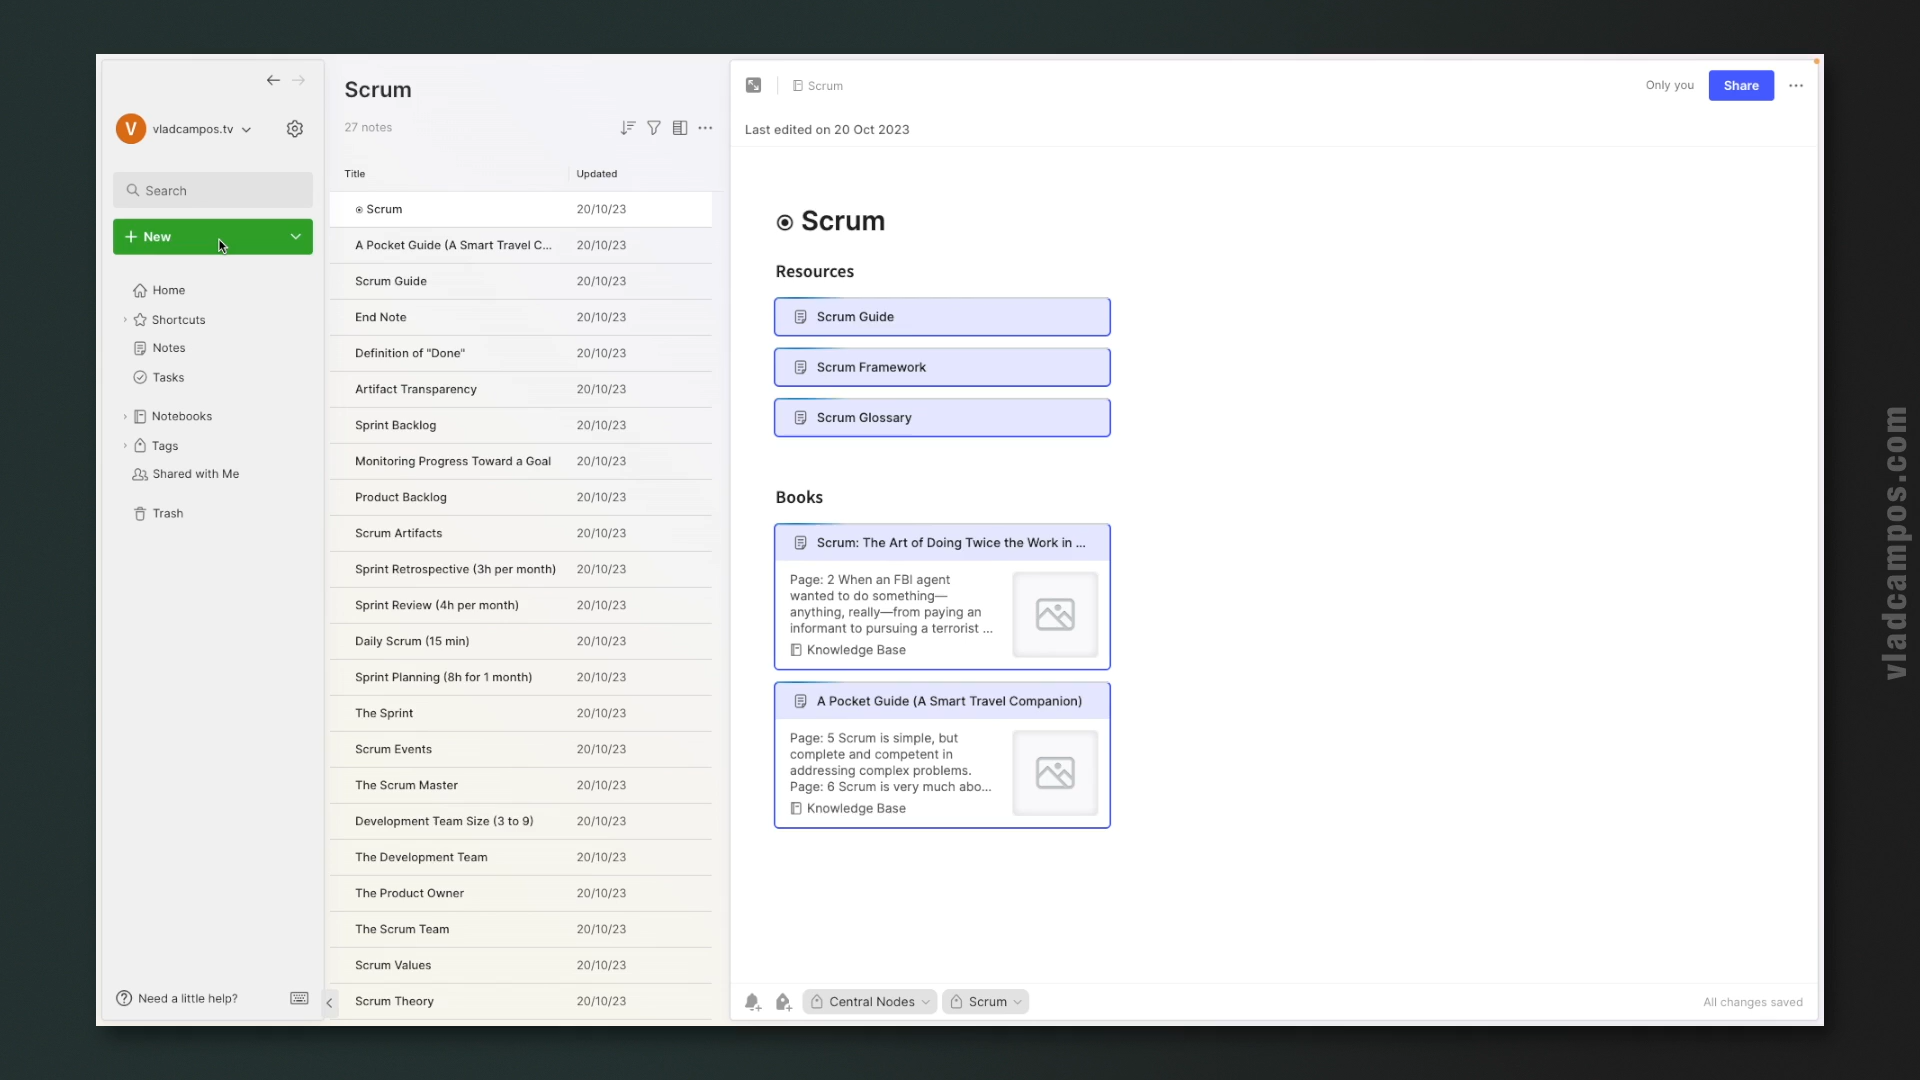 V
vladcampos.tv
Search
New
Home
Shortcuts
Notes
Tasks
Notebooks
Tags
Shared with Me
Trash
Need a little help?
Scrum
27 notes
Title Updated
Scrum 20/10/23
A Pocket Guide (A Smart Travel C... 20/10/23
Scrum Guide 20/10/23
End Note 20/10/23
Definition of "Done" 20/10/23
Artifact Transparency 20/10/23
Sprint Backlog 20/10/23
Monitoring Progress Toward a Goal 20/10/23
Product Backlog 20/10/23
Scrum Artifacts 20/10/23
Sprint Retrospective (3h per month) 20/10/23
Sprint Review (4h per month) 20/10/23
Daily Scrum (15 min) 20/10/23
Sprint Planning (8h for 1 month) 20/10/23
The Sprint 20/10/23
Scrum Events 20/10/23
The Scrum Master 20/10/23
Development Team Size (3 to 9) 20/10/23
The Development Team 20/10/23
The Product Owner 20/10/23
The Scrum Team 20/10/23
Scrum Values 20/10/23
Scrum Theory 20/10/23
Scrum
Only you
Share
Last edited on 20 Oct 2023
Scrum
Resources
Scrum Guide
Scrum Framework
Scrum Glossary
Books
Scrum: The Art of Doing Twice the Work in ...
Page: 2 When an FBI agent
wanted to do something—
anything, really—from paying an
informant to pursuing a terrorist ...
Knowledge Base
A Pocket Guide (A Smart Travel Companion)
Page: 5 Scrum is simple, but
complete and competent in
addressing complex problems.
Page: 6 Scrum is very much abo...
Knowledge Base
Central Nodes
Scrum
All changes saved
vladcampos.com